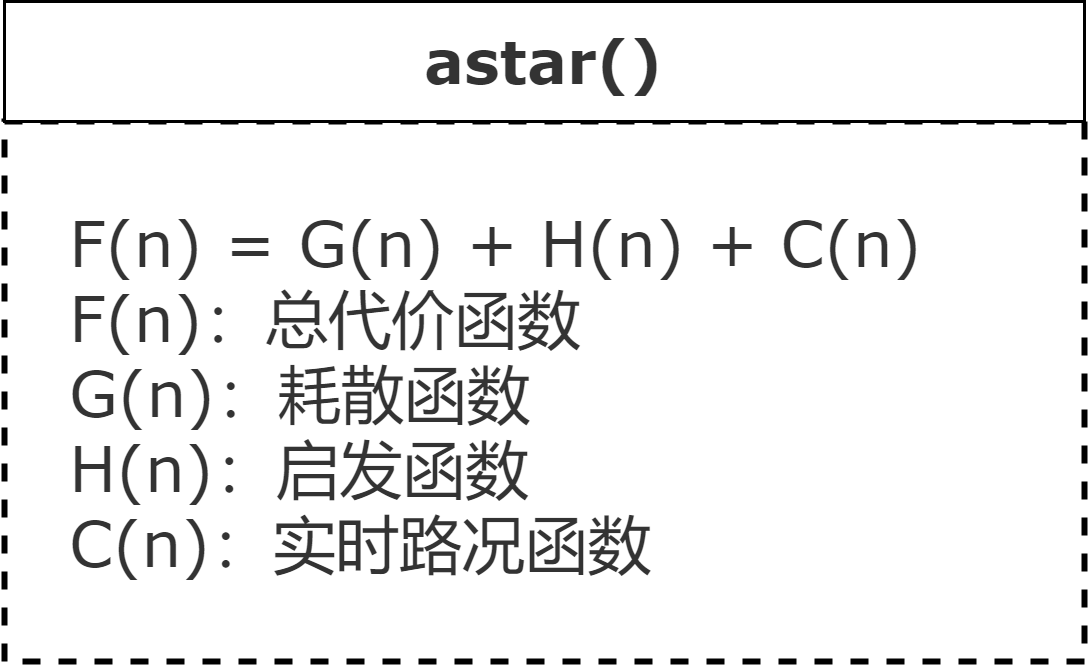 astar()
F(n) = G(n) + H(n) + C(n)
F(n)：总代价函数
G(n)：耗散函数
H(n)：启发函数
C(n)：实时路况函数